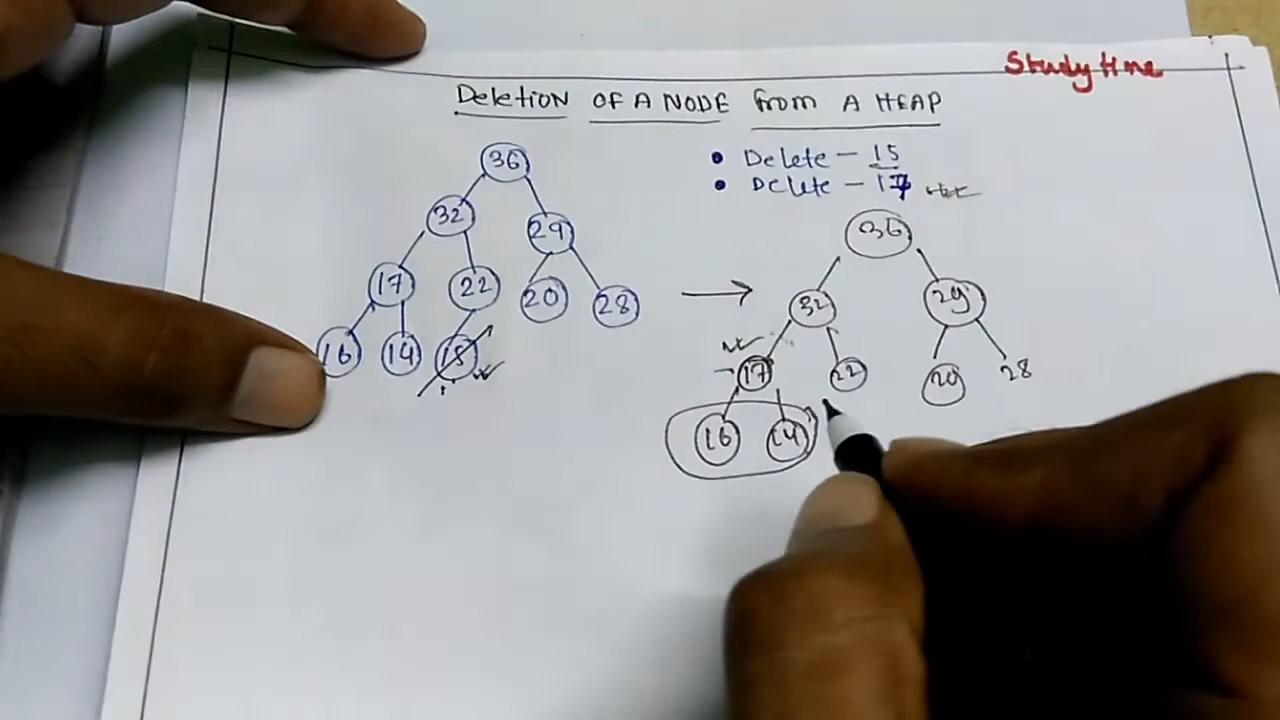 Study time
Deletion OF A NODE from A HEAP
• Delete - 15
• Delete - 17
36
32 29
17 22 20 28
16 14 15
36
32 29
17 22 20 28
16 14